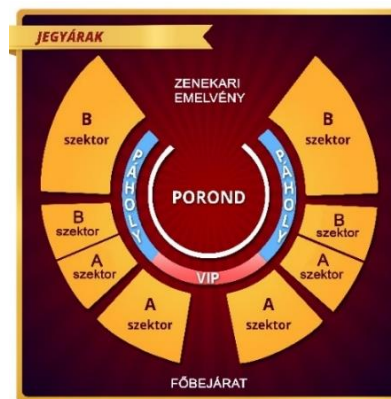 JEGYÁRAK
ZENEKARI
EMELVÉNY
B
szektor
B
szektor
PÁHOLY
POROND
PÁHOLY
B
szektor
B
szektor
A
szektor
A
szektor
VIP
A
szektor
A
szektor
FŐBEJÁRAT